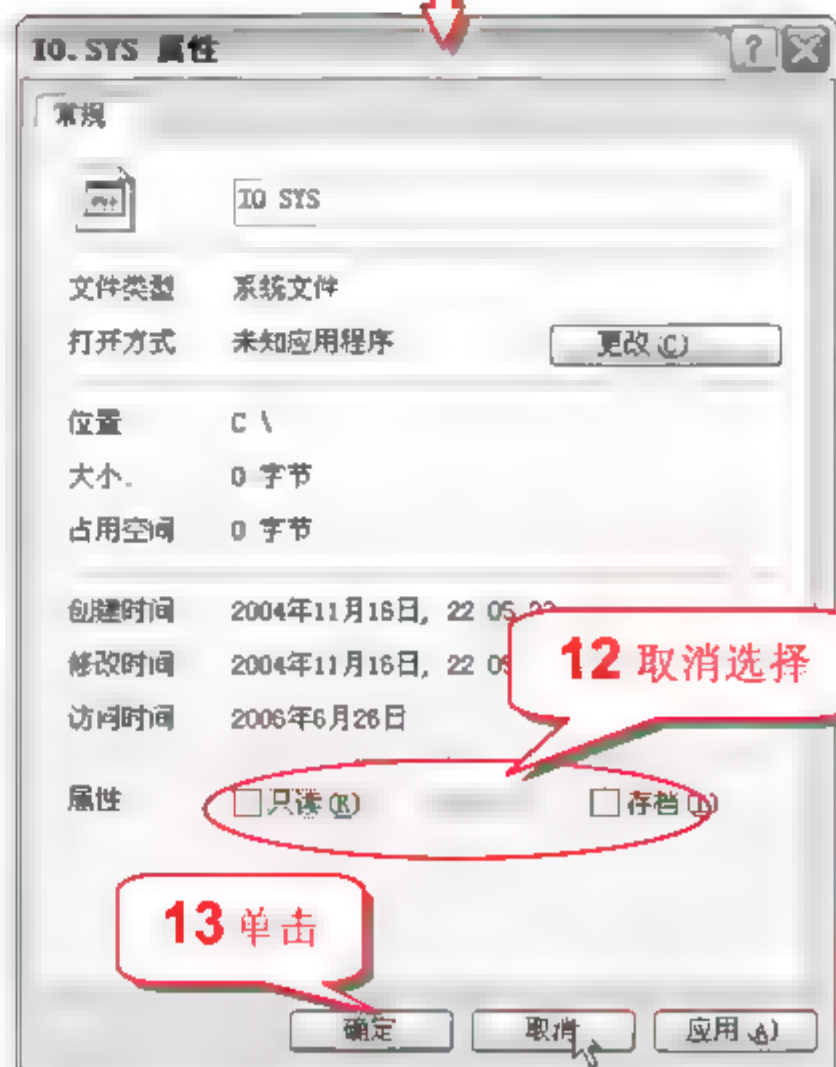 IO.SYS 属性
常规
IO SYS
文件类型 系统文件
打开方式 未知应用程序 更改(C)
位置 C \
大小. 0 字节
占用空间 0 字节
创建时间 2004年11月16日, 22 05
修改时间 2004年11月16日, 22 05
12 取消选择
访问时间 2006年6月26日
属性 只读(R) 存档(I)
13 单击
确定 取消 应用(A)